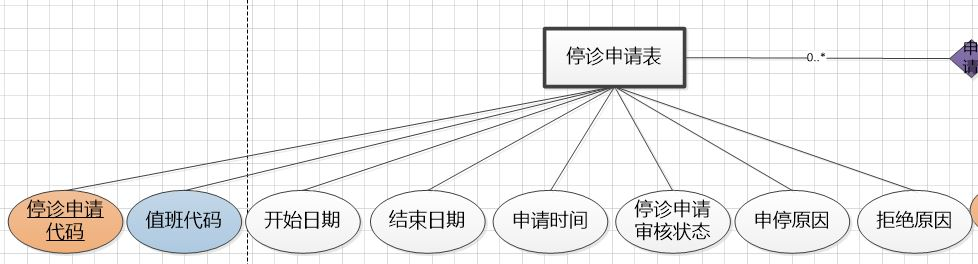 停诊申请表
0..*
申
请
停诊申请
代码
值班代码
开始日期
结束日期
申请时间
停诊申请
审核状态
申停原因
拒绝原因